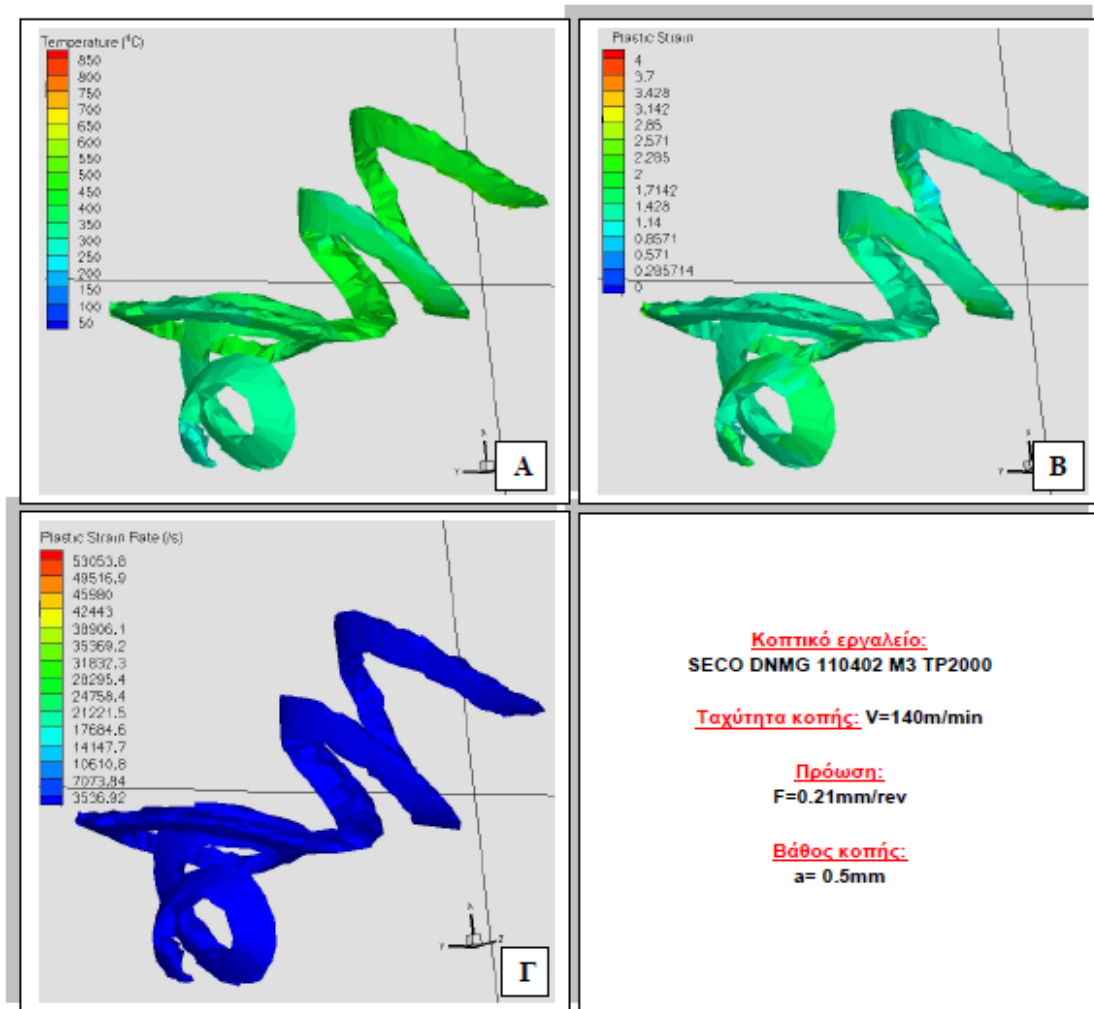 Temperature (°C)
850
800
750
700
650
600
550
500
450
400
350
300
250
200
150
100
50
X
Y
A
Plastic Strain
4
3.7
3.428
3.142
2.85
2.571
2.285
2
1.7142
1.428
1.14
0.8571
0.571
0.285714
0
X
Y
B
Plastic Strain Rate (/s)
53053.8
49516.9
45980
42443
38906.1
35369.2
31832.3
28295.4
24758.4
21221.5
17684.6
14147.7
10610.8
7073.84
3536.92
X
Y
Z
Γ
Κοπτικό εργαλείο:
SECO DNMG 110402 M3 TP2000
Ταχύτητα κοπής: V=140m/min
Πρόωση:
F=0.21mm/rev
Βάθος κοπής:
a= 0.5mm